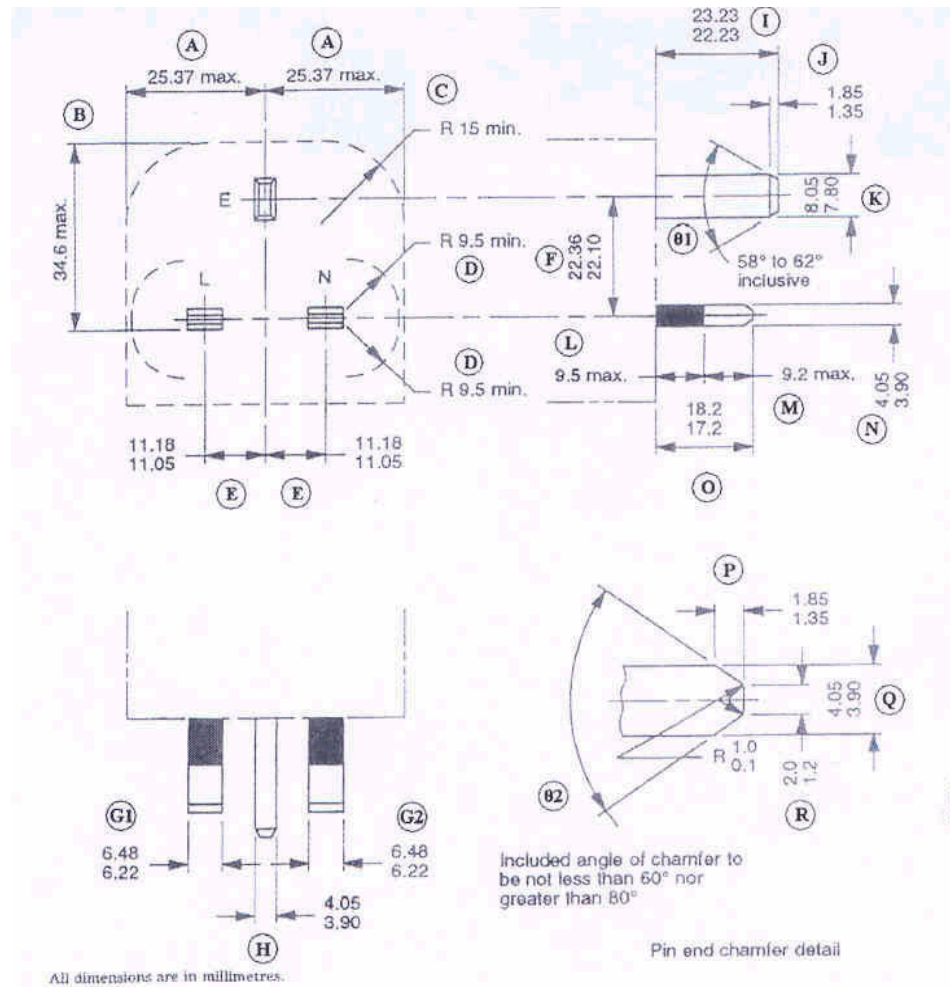 A A
25.37 max. 25.37 max.
B
C
R 15 min.
34.6 max.
E
L N
R 9.5 min.
D
D
R 9.5 min.
11.18
11.05
11.18
11.05
E E
23.23
22.23
I
J
1.85
1.35
8.05
7.80
K
θ1
58° to 62°
inclusive
F
22.36
22.10
L
9.5 max.
9.2 max.
M
4.05
3.90
N
18.2
17.2
O
G1
6.48
6.22
G2
6.48
6.22
4.05
3.90
H
P
1.85
1.35
4.05
3.90
Q
R 1.0
0.1
2.0
1.2
R
θ2
Included angle of chamfer to
be not less than 60° nor
greater than 80°
Pin end chamfer detail
All dimensions are in millimetres.